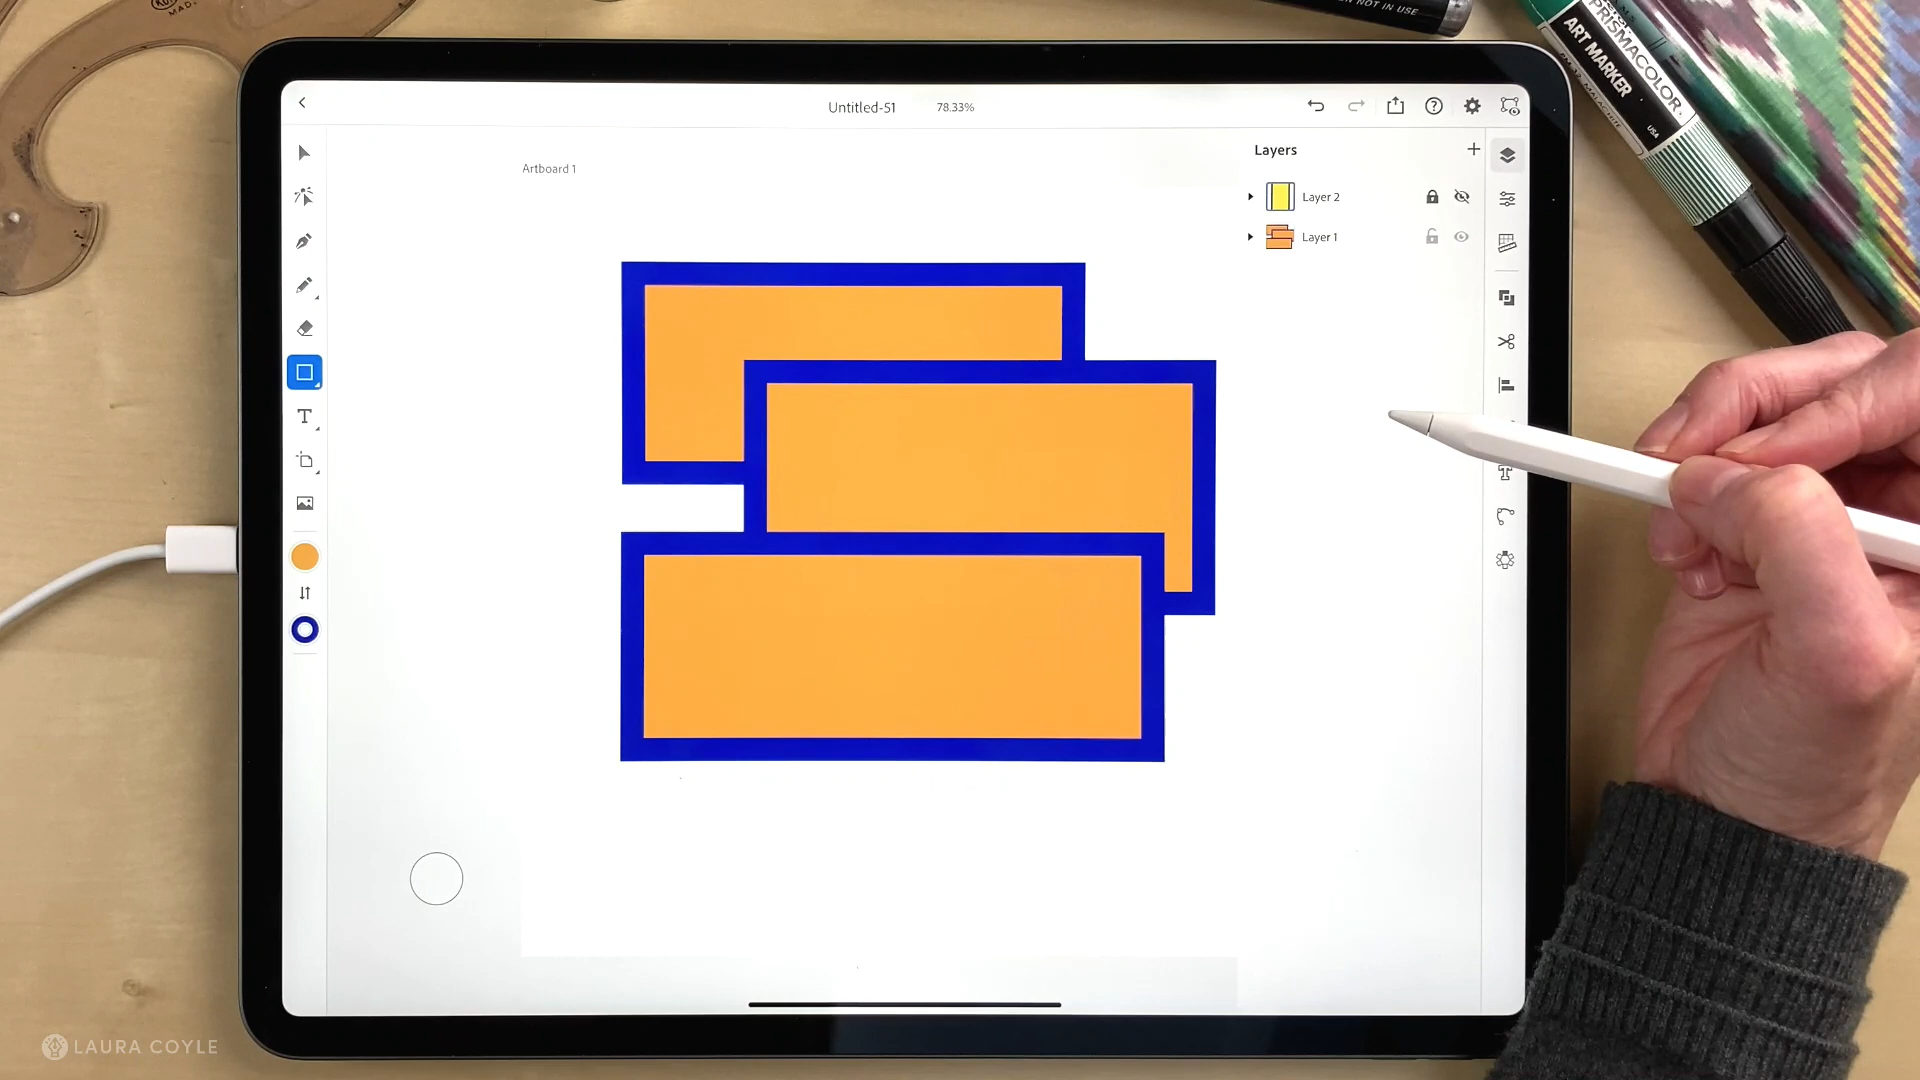 NOT IN USE
PRISMACOLOR
ART MARKER
USA
Untitled-51
78.33%
Artboard 1
Layers
Layer 2
Layer 1
T
T
LAURA COYLE